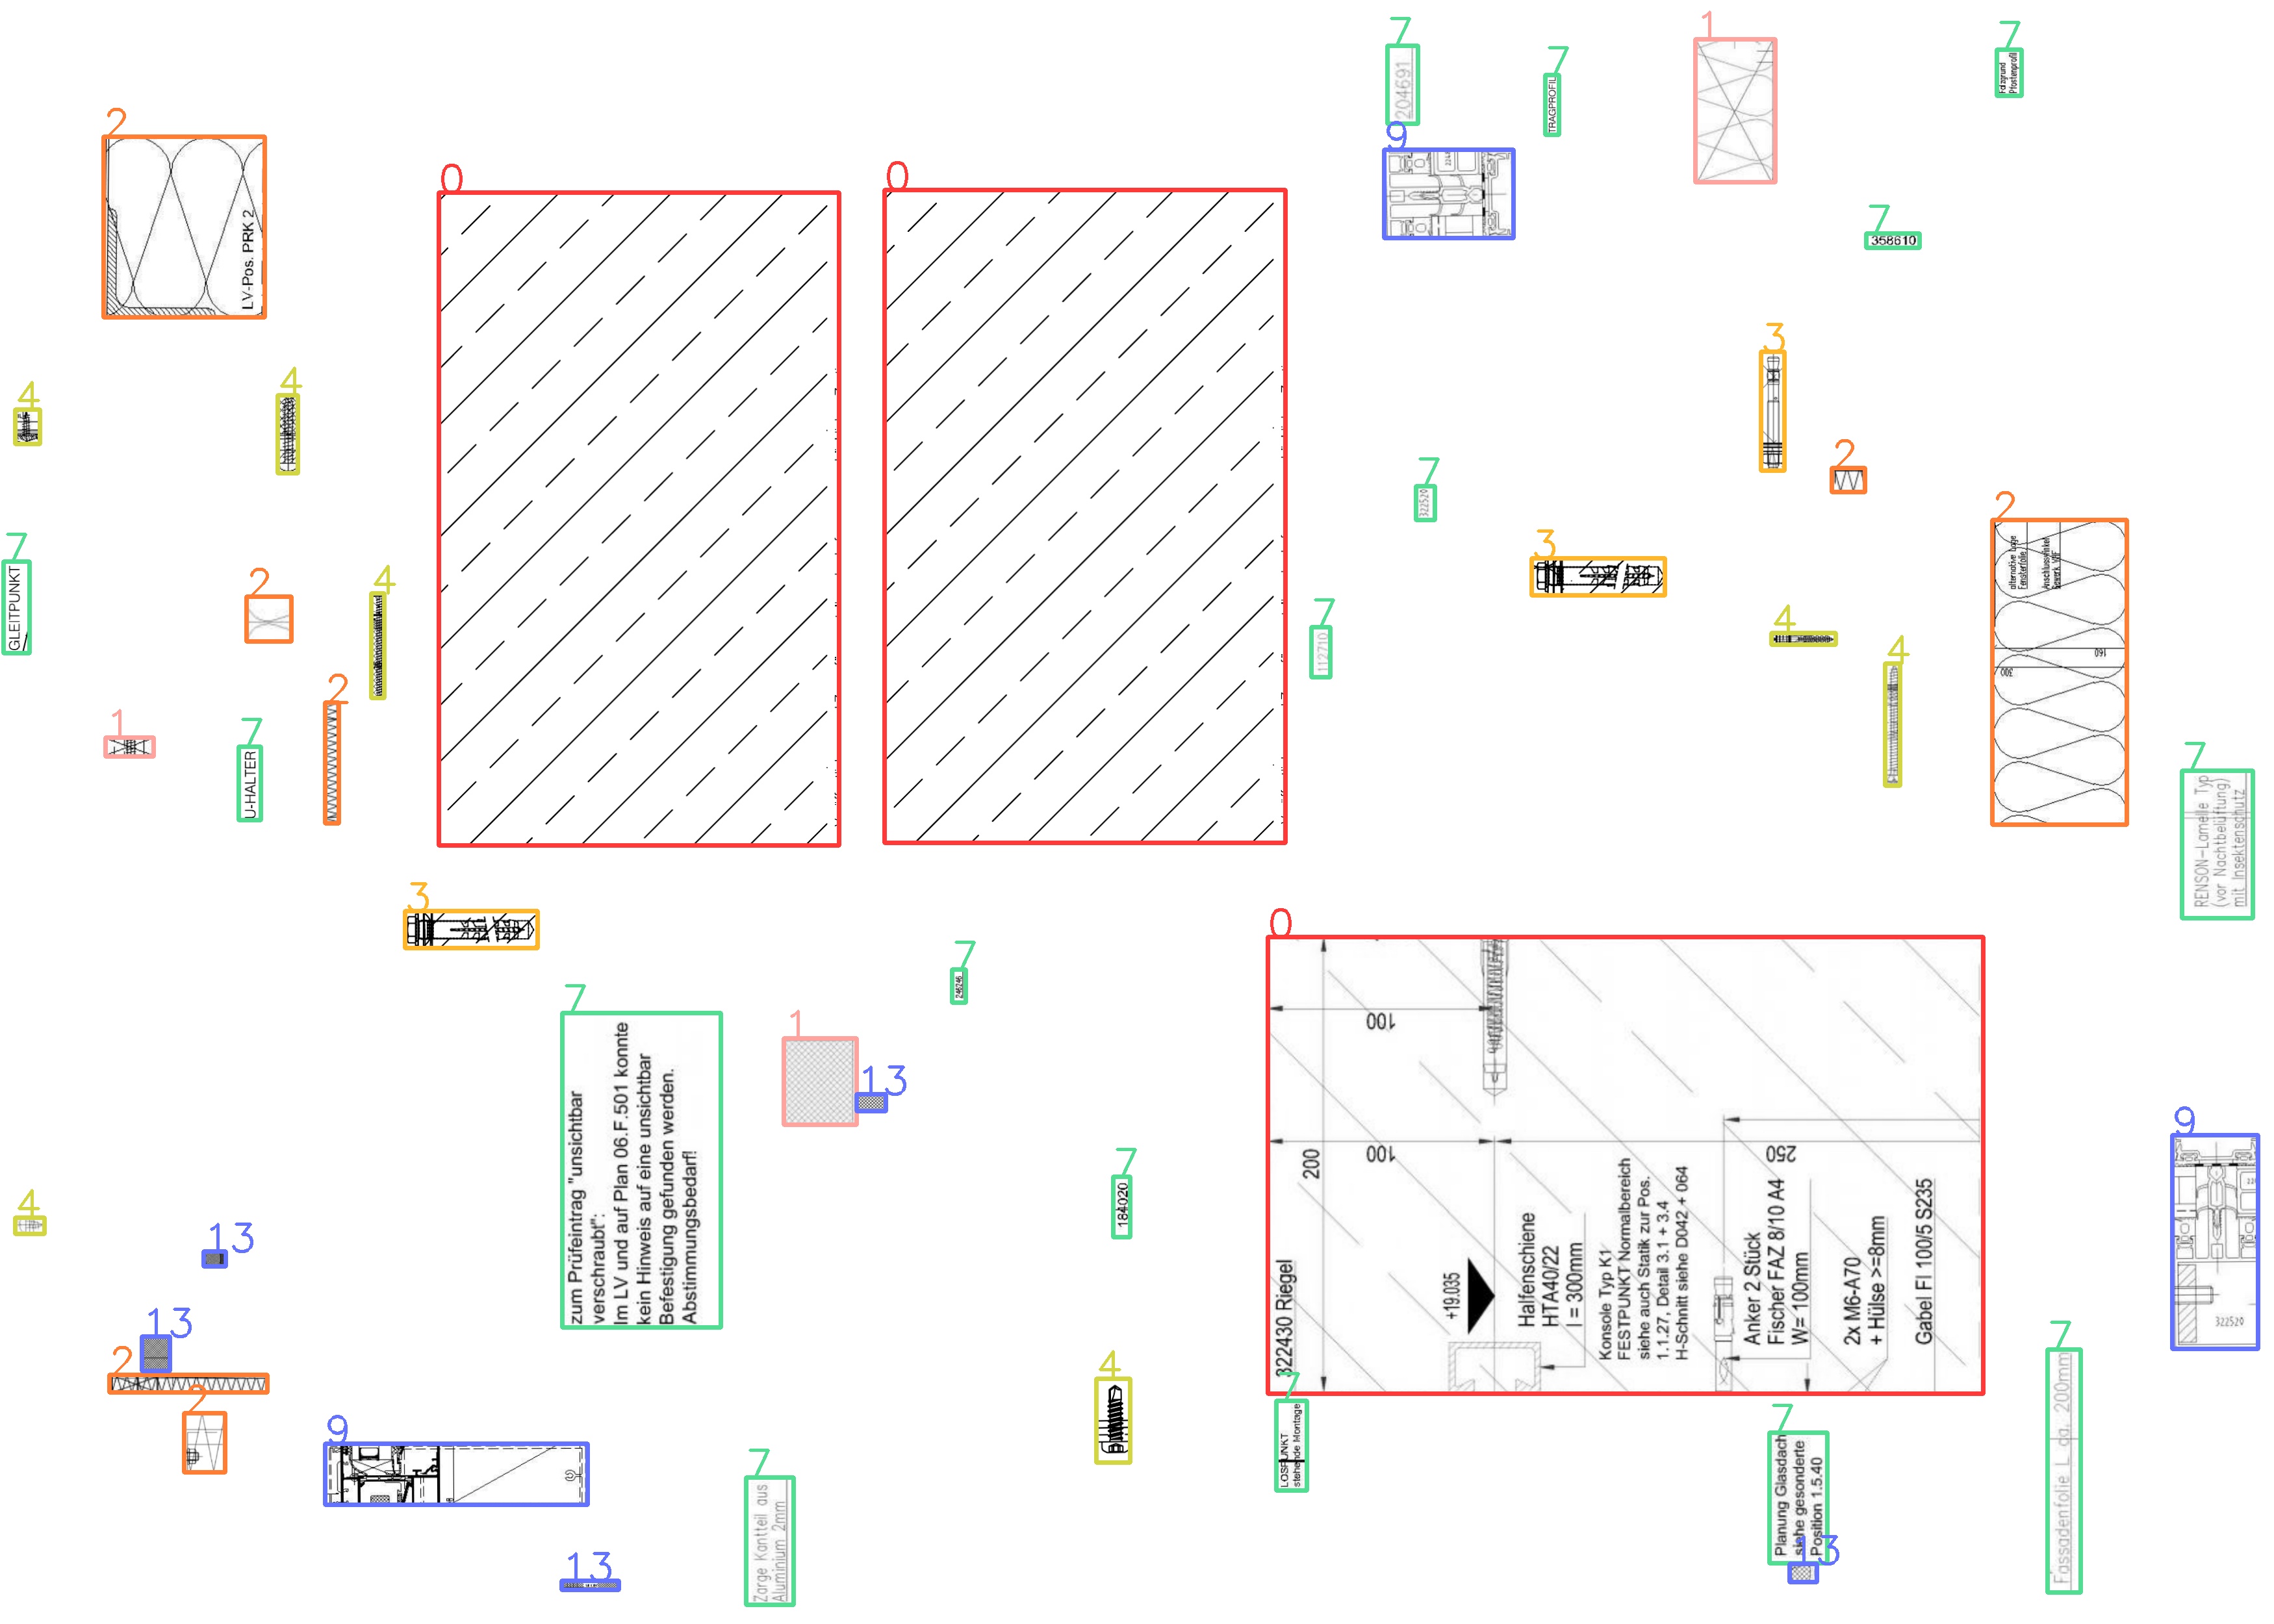 7
204691
7
TRAGPROFIL
1
7
Falzgrund
Pfostenprofil
2
LV-Pos. PRK 2
0
0
9
7
358610
4
4
3
2
2
alternative Lage
Fensterfolie
300
160
7
322520
3
7
GLEITPUNKT
2
4
7
112710
4
4
1
7
U-HALTER
2
7
RENSON-Lamelle Typ
(vor Nachtbelüftung)
mit Insektenschutz
3
7
246246
0
100
100
200
250
322430 Riegel
+19.035
Halfenschiene
HTA40/22
l = 300mm
Konsole Typ K1
FESTPUNKT Normalbereich
siehe auch Statik zur Pos.
1.1.27, Detail 3.1 + 3.4
H-Schnitt siehe D042 + 064
Anker 2 Stück
Fischer FAZ 8/10 A4
W= 100mm
2x M6-A70
+ Hülse >=8mm
Gabel Fl 100/5 S235
7
zum Prüfeintrag "unsichtbar
verschraubt":
Im LV und auf Plan 06.F.501 konnte
kein Hinweis auf eine unsichtbar
Befestigung gefunden werden.
Abstimmungsbedarf!
1
13
7
184020
9
322520
4
13
13
2
2
9
4
7
LOSPUNKT
stehende Montage
7
Planung Glasdach
siehe gesonderte
Position 1.5.40
13
7
Fassadenfolie L ca. 200mm
7
Zarge Kantteil aus
Aluminium 2mm
13